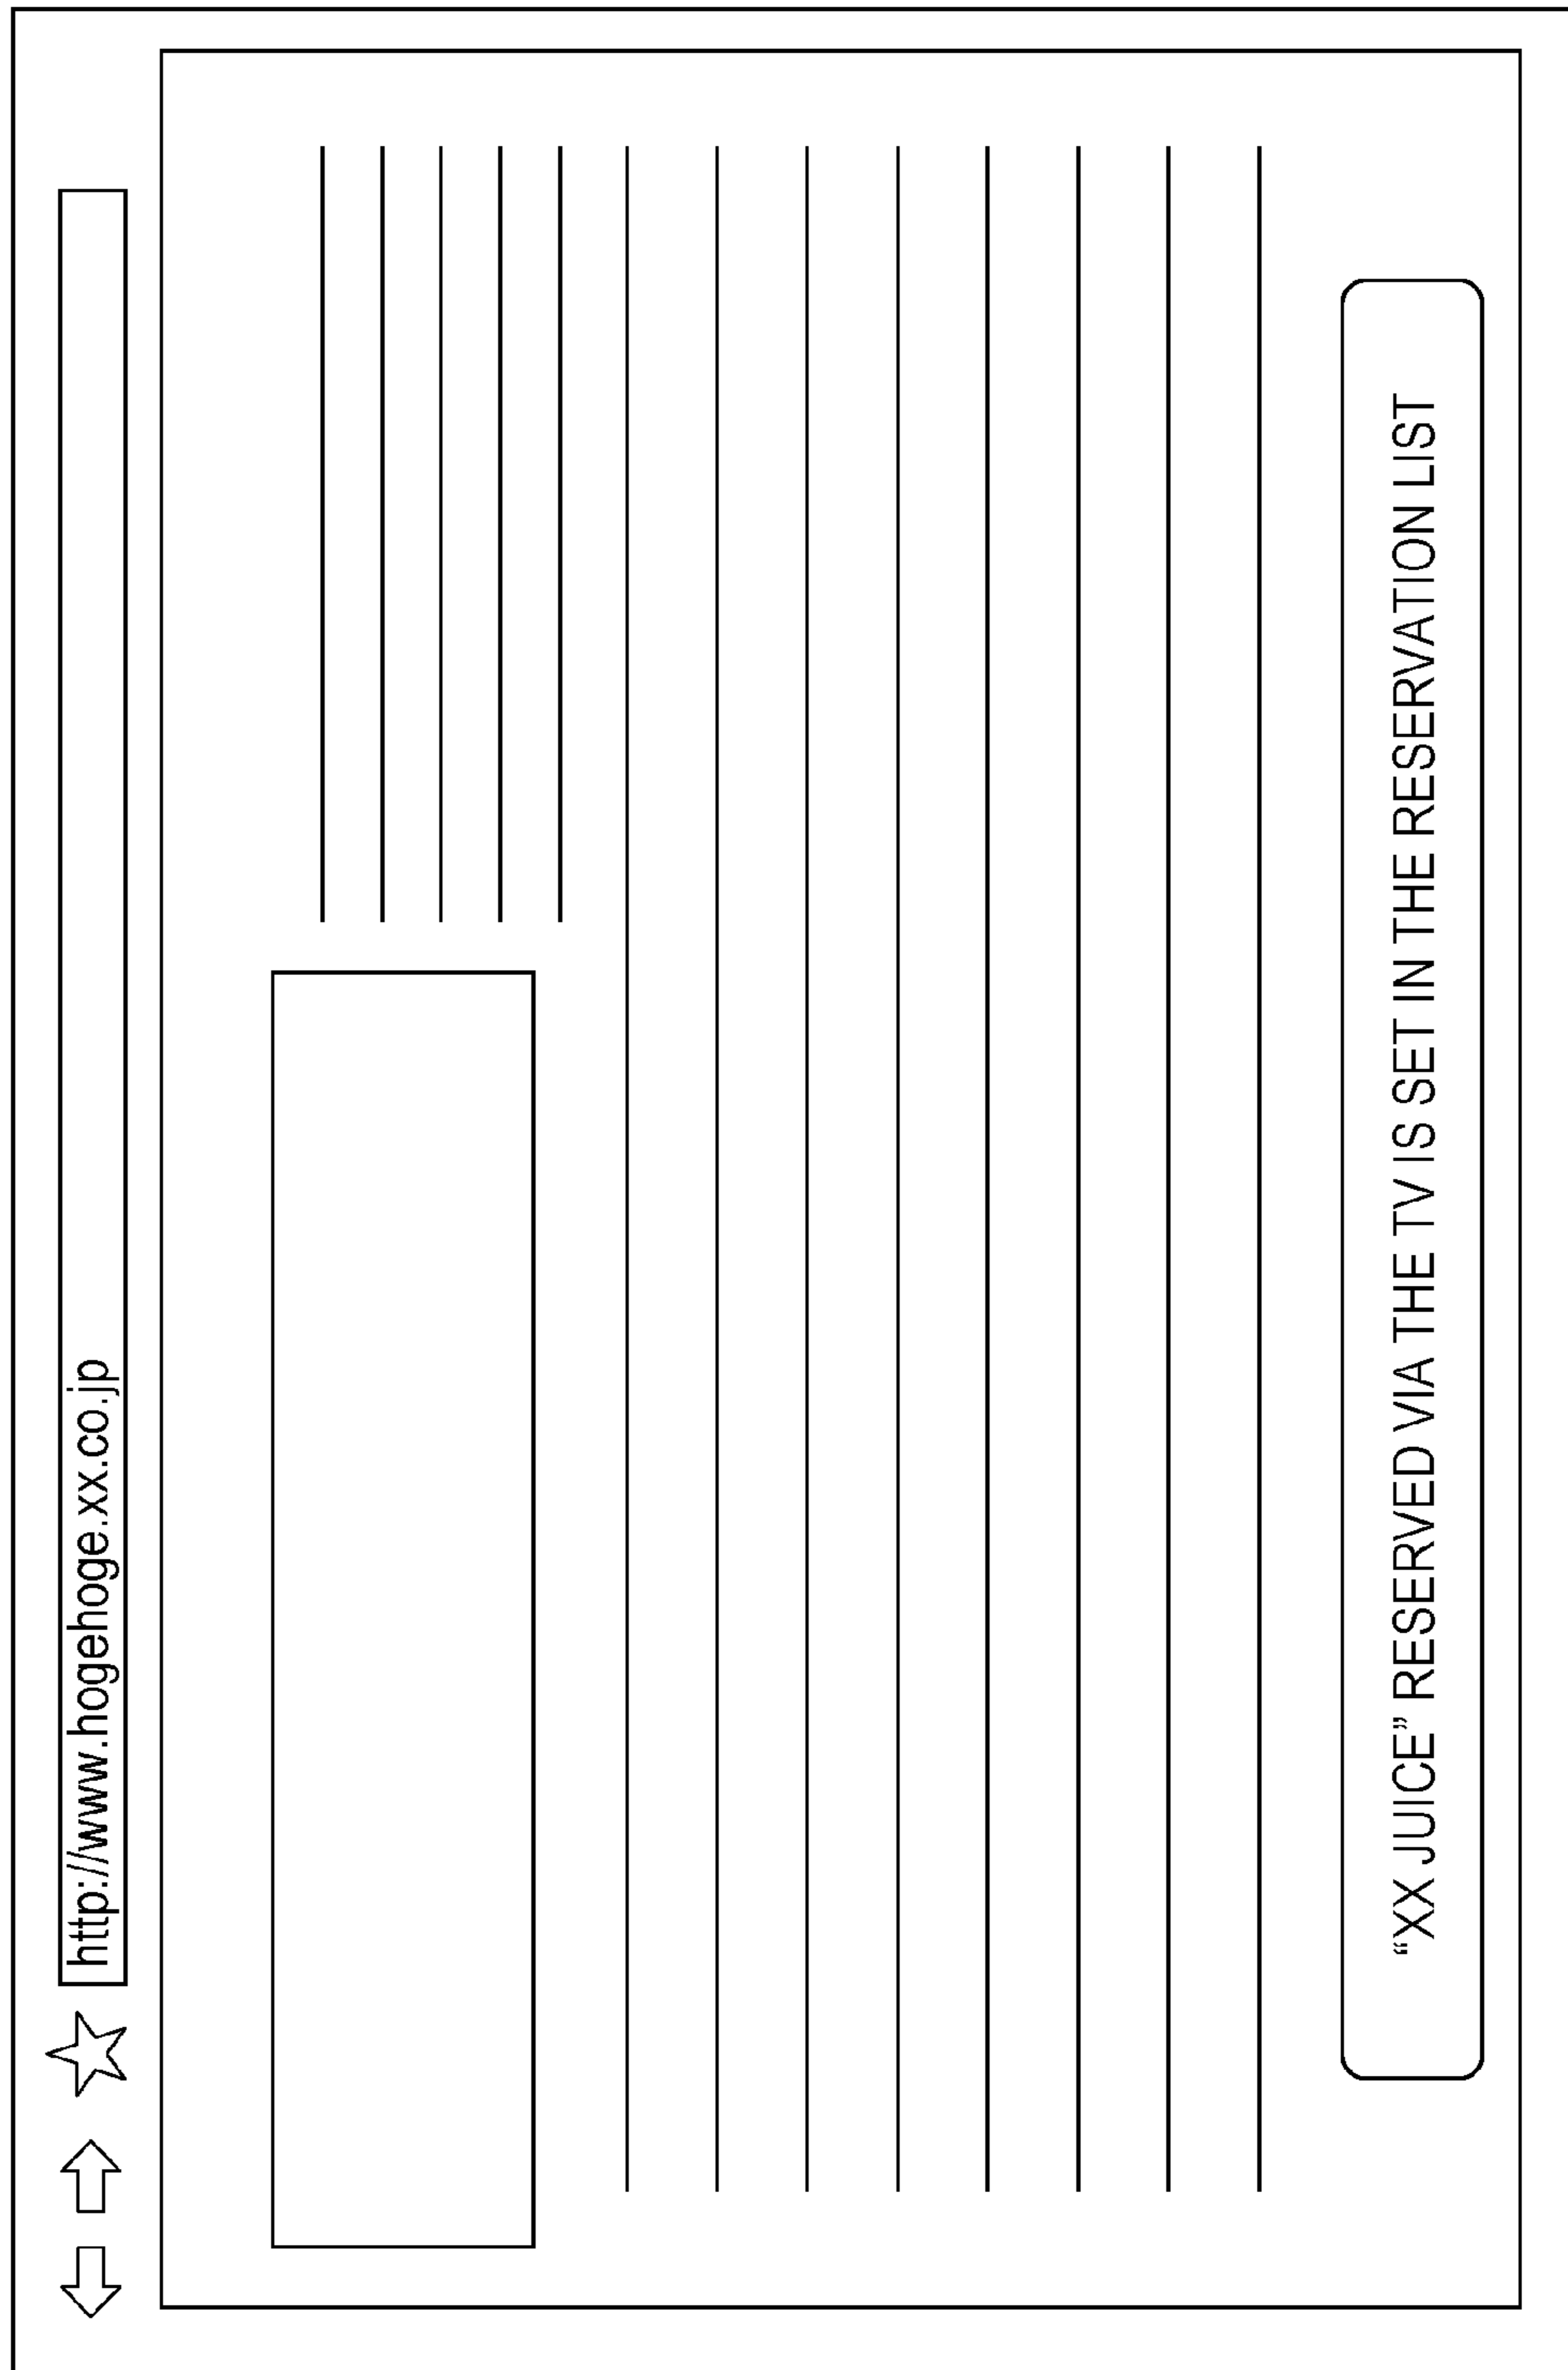 http://www.hogehoge.xx.co.jp
“XX JUICE” RESERVED VIA THE TV IS SET IN THE RESERVATION LIST